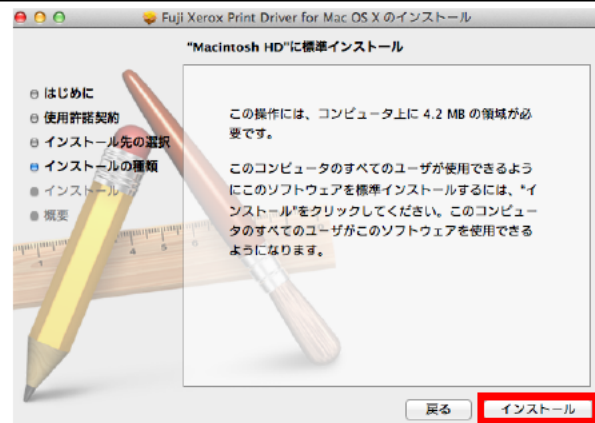 Fuji Xerox Print Driver for Mac OS X のインストール
"Macintosh HD"に標準インストール
はじめに
使用許諾契約
インストール先の選択
インストールの種類
インストール
概要
この操作には、コンピュータ上に 4.2 MB の領域が必
要です。
このコンピュータのすべてのユーザが使用できるよう
にこのソフトウェアを標準インストールするには、"イ
ンストール"をクリックしてください。このコンピュー
タのすべてのユーザがこのソフトウェアを使用できる
ようになります。
1 4 5 6
戻る
インストール